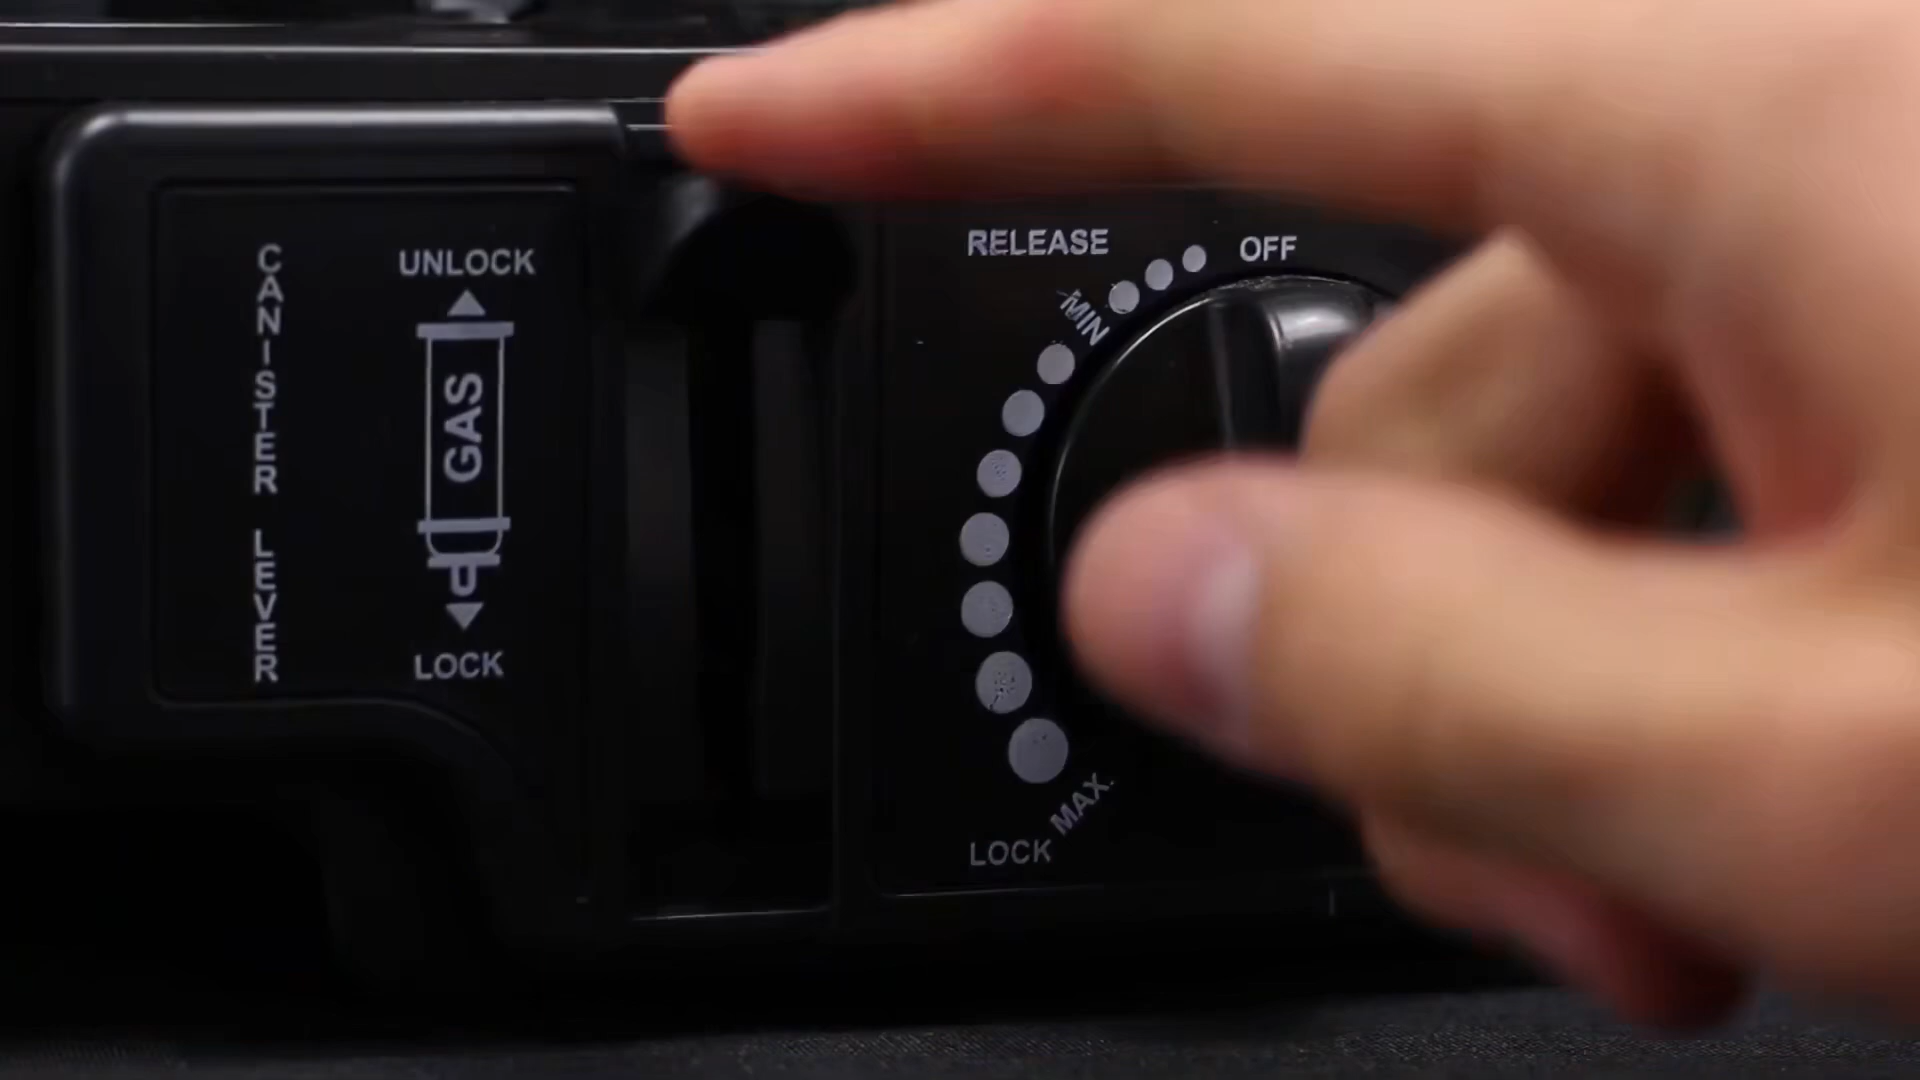 CANISTER LEVER
UNLOCK
GAS
LOCK
RELEASE
OFF
MIN
MAX.
LOCK